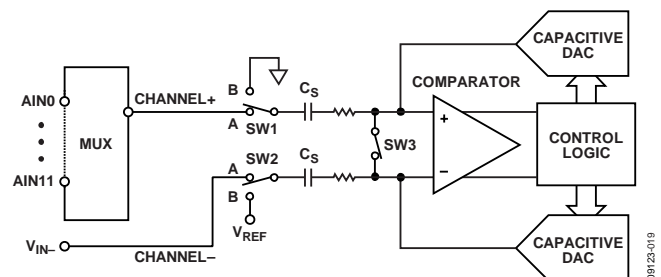 CAPACITIVE
DAC
B
CHANNEL+
AIN0
CS
COMPARATOR
A SW1
MUX
SW3
CONTROL
LOGIC
A SW2 CS
B
AIN11
VREF
VIN–
CHANNEL–
CAPACITIVE
DAC
+
–
09123-019